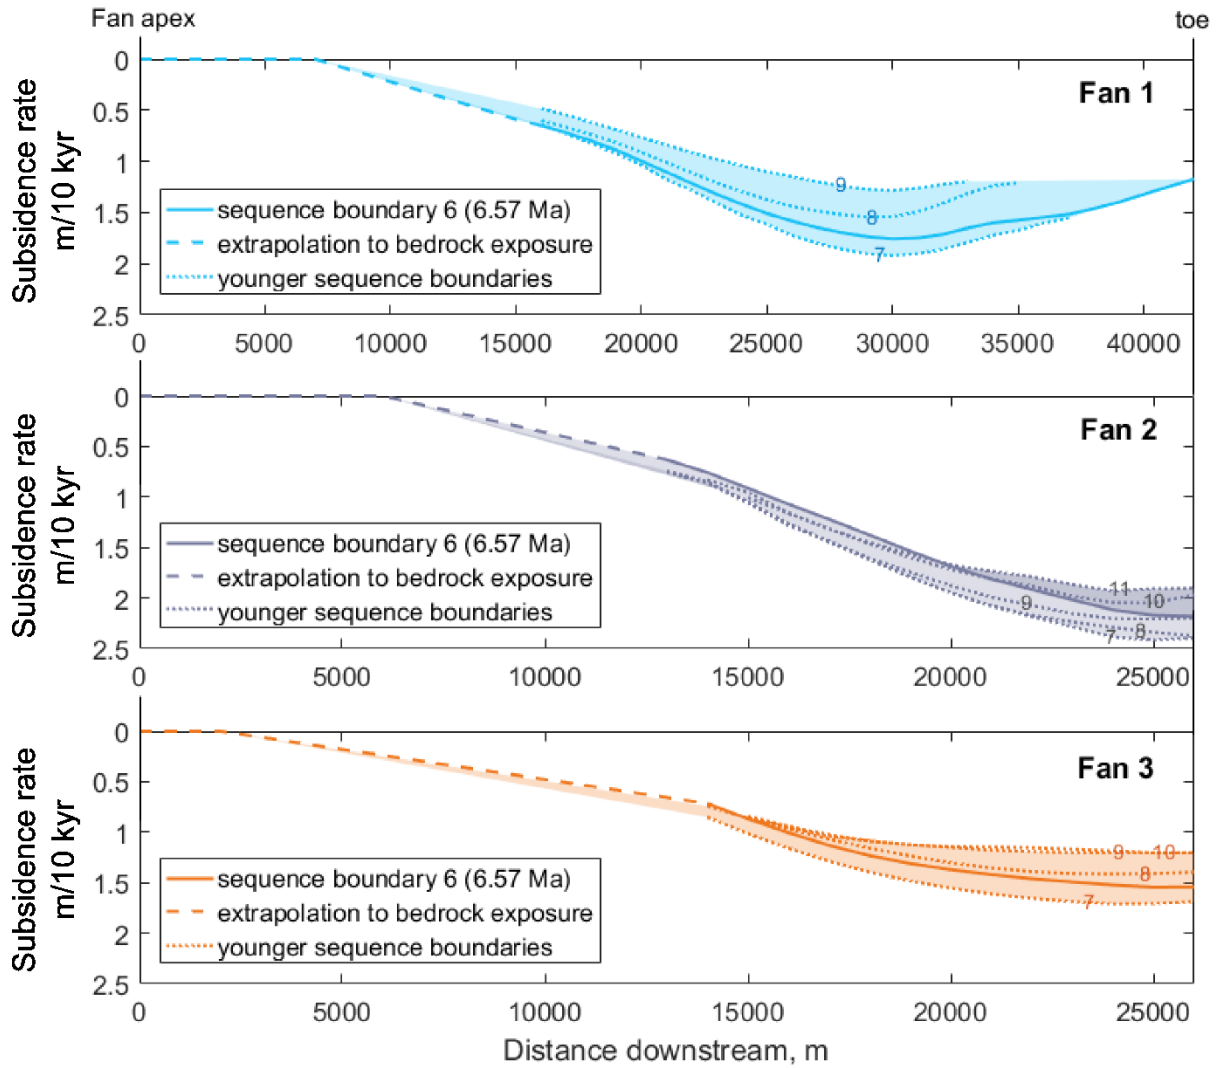 Fan apex
toe
0
0.5
1
1.5
2
2.5
Subsidence rate
m/10 kyr
Fan 1
9
8
7
sequence boundary 6 (6.57 Ma)
extrapolation to bedrock exposure
younger sequence boundaries
0 5000 10000 15000 20000 25000 30000 35000 40000
0
0.5
1
1.5
2
2.5
Subsidence rate
m/10 kyr
Fan 2
11
10
9
8
7
sequence boundary 6 (6.57 Ma)
extrapolation to bedrock exposure
younger sequence boundaries
0 5000 10000 15000 20000 25000
0
0.5
1
1.5
2
2.5
Subsidence rate
m/10 kyr
Fan 3
9 10
8
7
sequence boundary 6 (6.57 Ma)
extrapolation to bedrock exposure
younger sequence boundaries
0 5000 10000 15000 20000 25000
Distance downstream, m